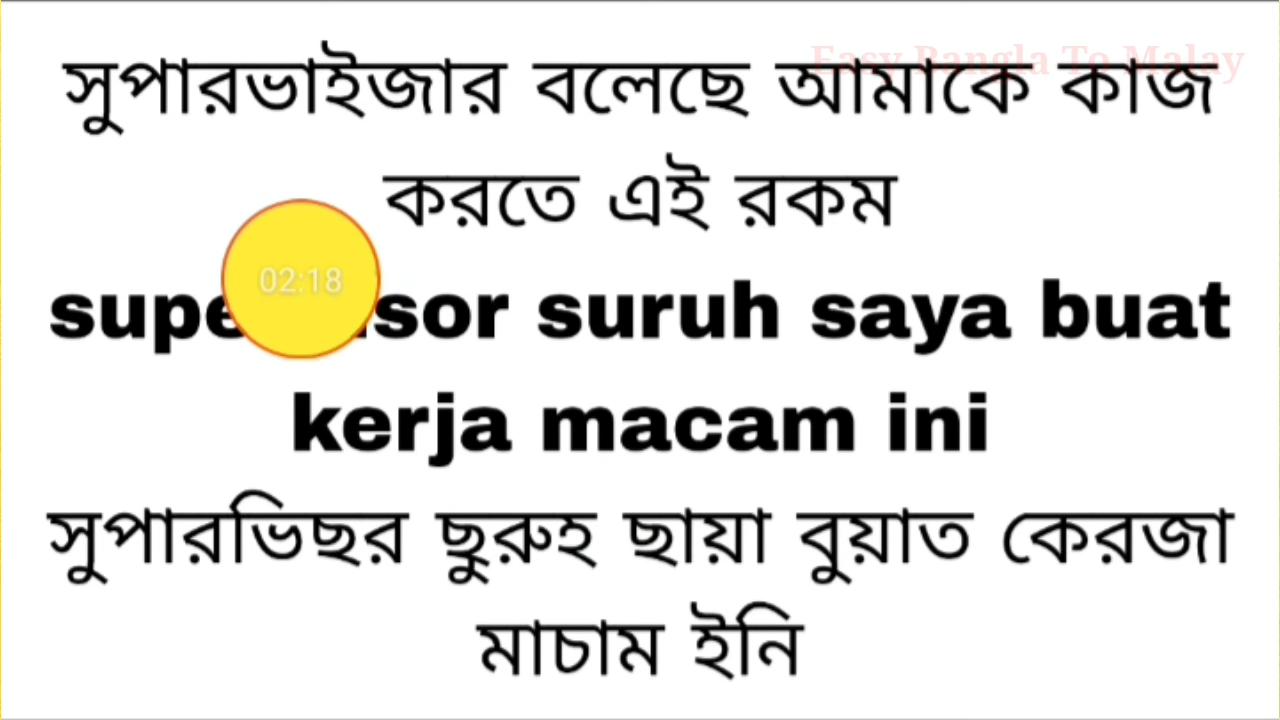 Easy Bangla To Malay
সুপারভাইজার বলেছে আমাকে কাজ
করতে এই রকম
02:18
suruh saya buat
kerja macam ini
সুপারভিছর ছুরুহ ছায়া বুয়াত কেরজা
মাচাম ইনি